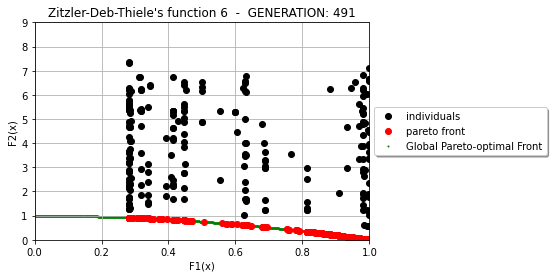 Zitzler-Deb-Thiele's function 6 - GENERATION: 491
9
8
7
6
5
4
3
2
1
0
F2(x)
0.0 0.2 0.4 0.6 0.8 1.0
F1(x)
individuals
pareto front
Global Pareto-optimal Front